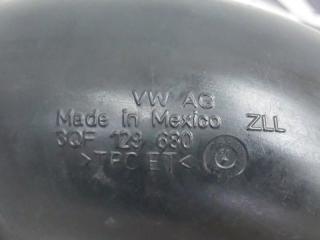 VW AG
Made in Mexico ZLL
3QF 129 680
>TPC ET<